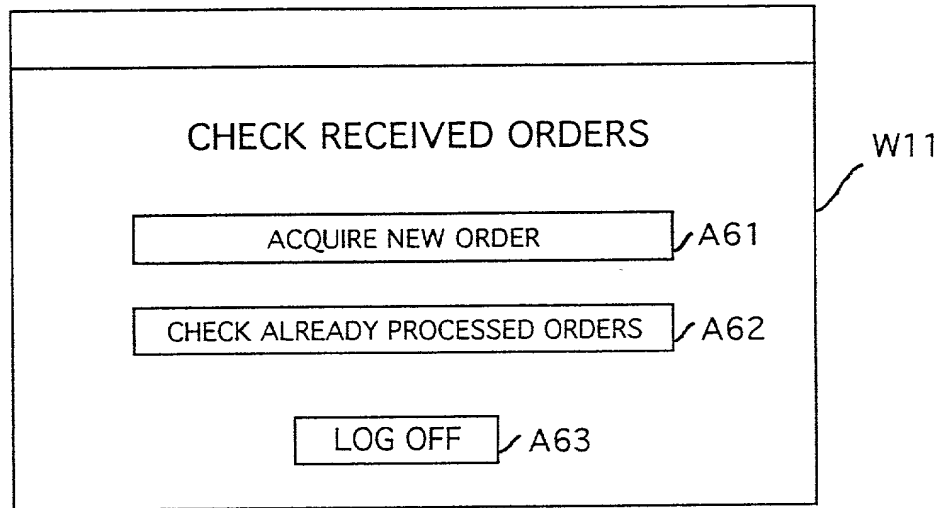 CHECK RECEIVED ORDERS
W11
ACQUIRE NEW ORDER
A61
CHECK ALREADY PROCESSED ORDERS
A62
LOG OFF
A63